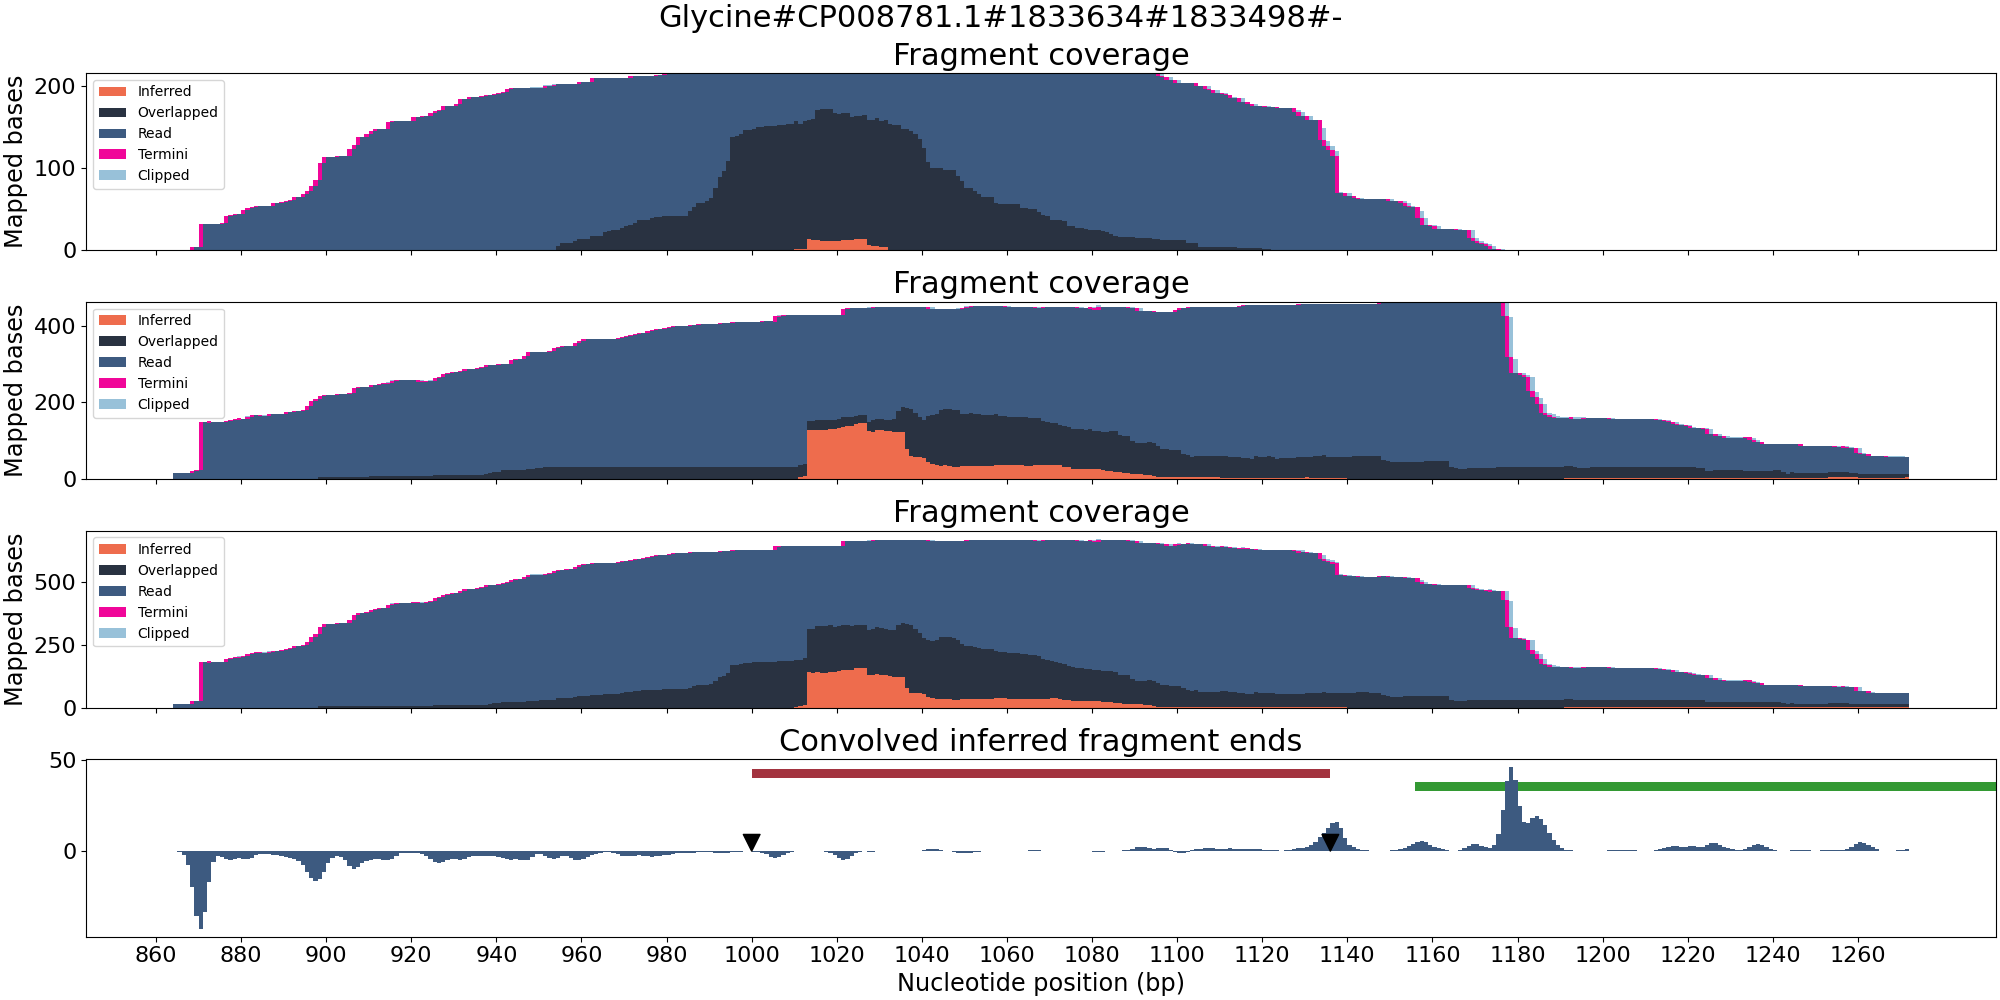 Glycine#CP008781.1#1833634#1833498#-
Fragment coverage
Mapped bases
200
100
0
Inferred
Overlapped
Read
Termini
Clipped
Fragment coverage
Mapped bases
400
200
0
Inferred
Overlapped
Read
Termini
Clipped
Fragment coverage
Mapped bases
500
250
0
Inferred
Overlapped
Read
Termini
Clipped
Convolved inferred fragment ends
50
0
860 880 900 920 940 960 980 1000 1020 1040 1060 1080 1100 1120 1140 1160 1180 1200 1220 1240 1260
Nucleotide position (bp)